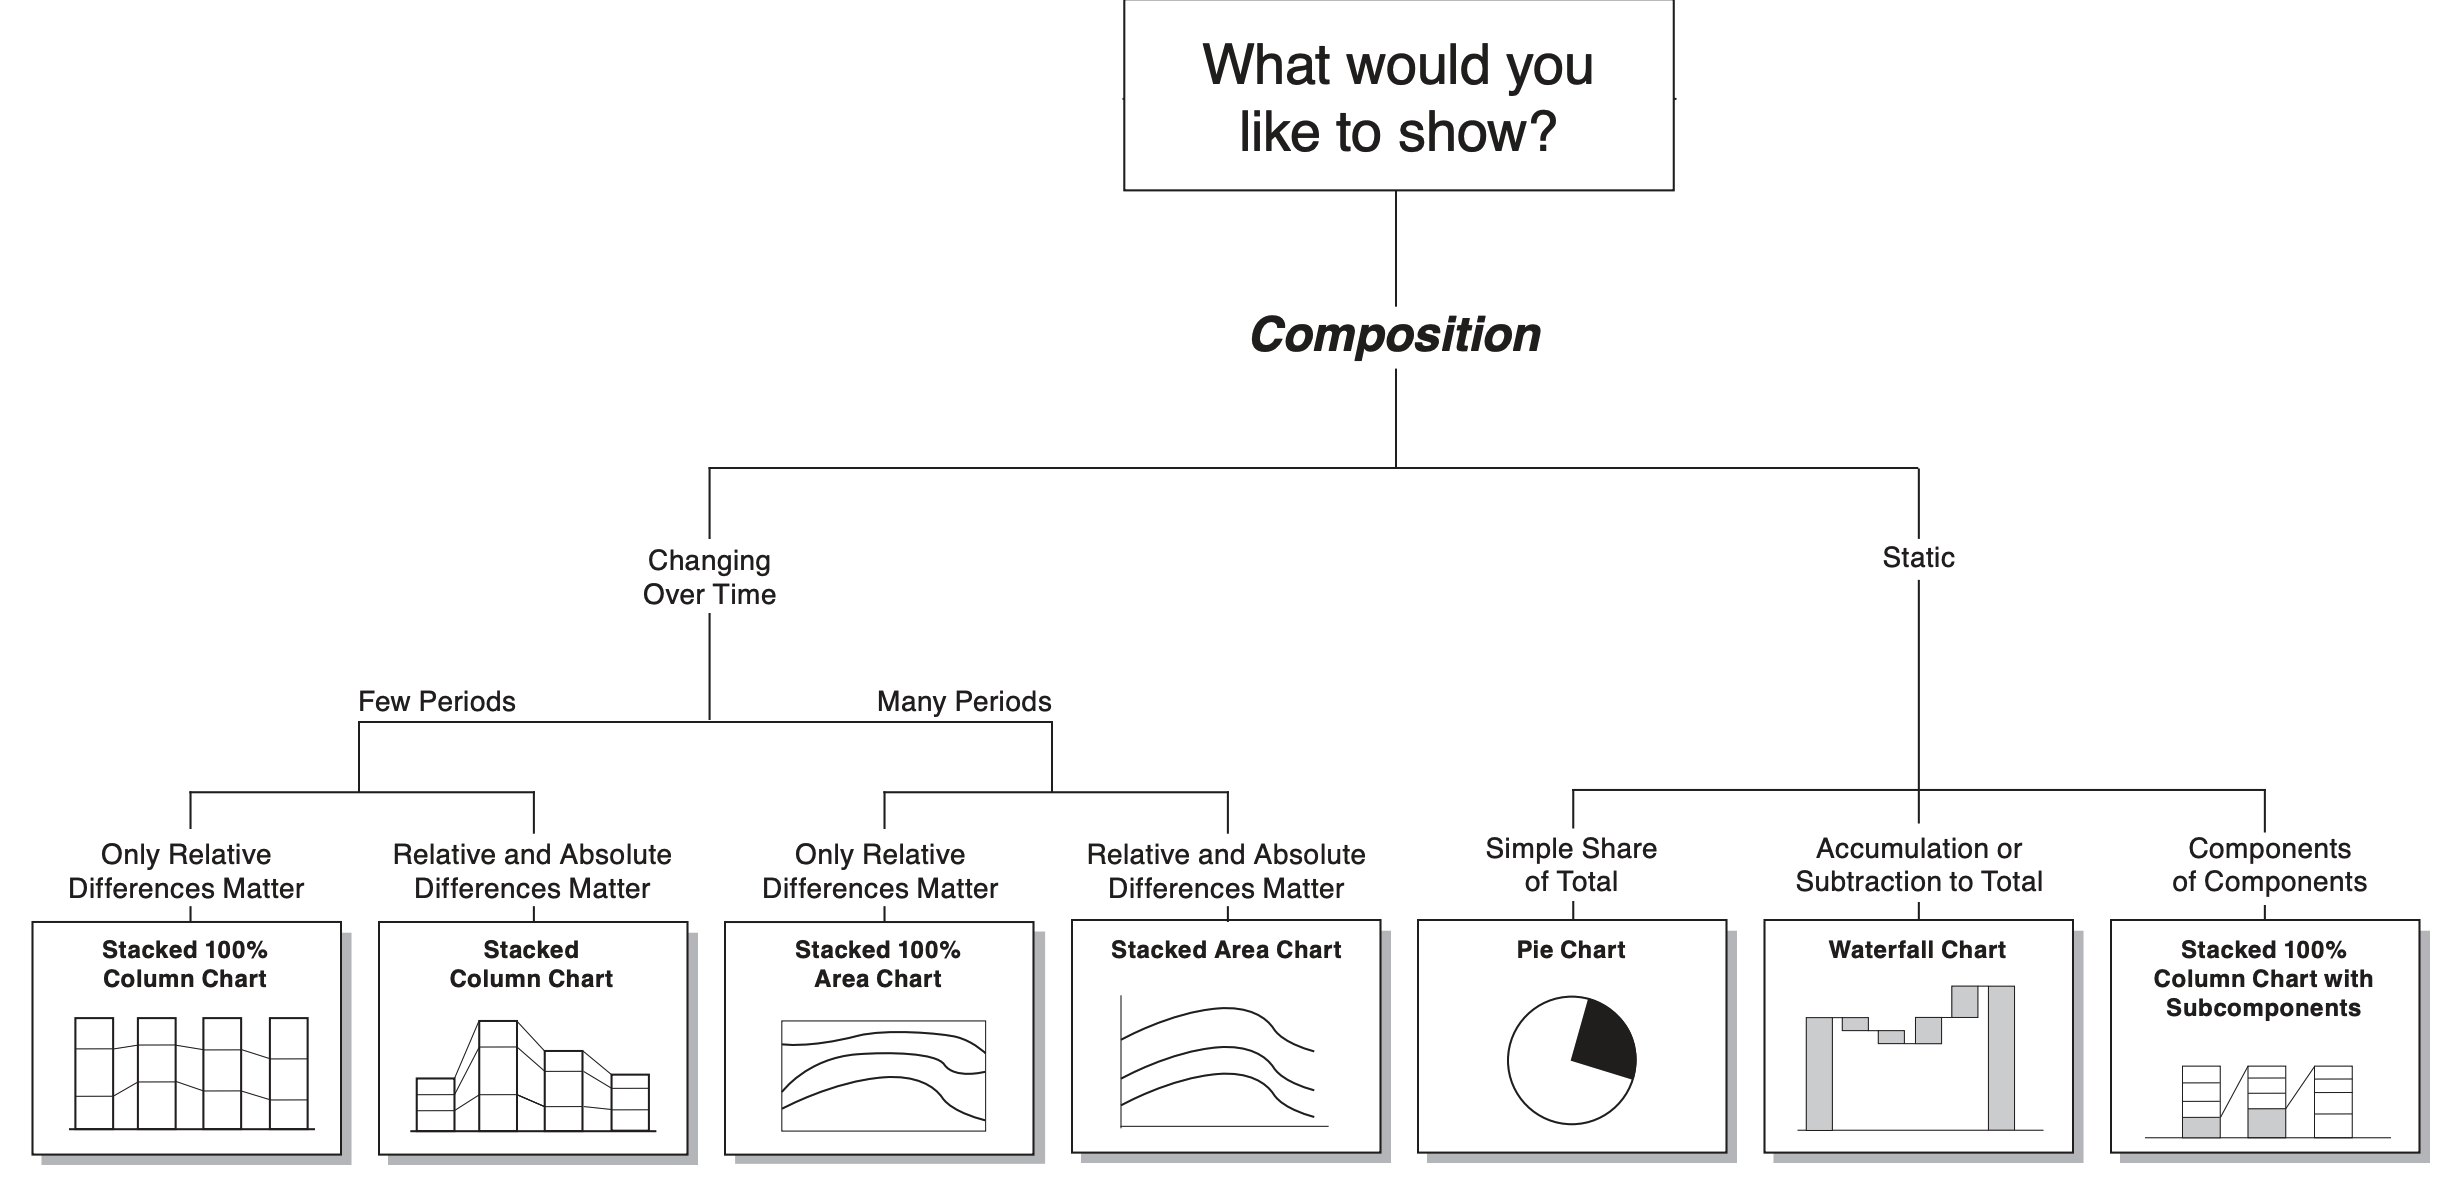 What would you
like to show?
Composition
Changing
Over Time
Static
Few Periods
Many Periods
Only Relative
Differences Matter
Relative and Absolute
Differences Matter
Only Relative
Differences Matter
Relative and Absolute
Differences Matter
Simple Share
of Total
Accumulation or
Subtraction to Total
Components
of Components
Stacked 100%
Column Chart
Stacked
Column Chart
Stacked 100%
Area Chart
Stacked Area Chart
Pie Chart
Waterfall Chart
Stacked 100%
Column Chart with
Subcomponents